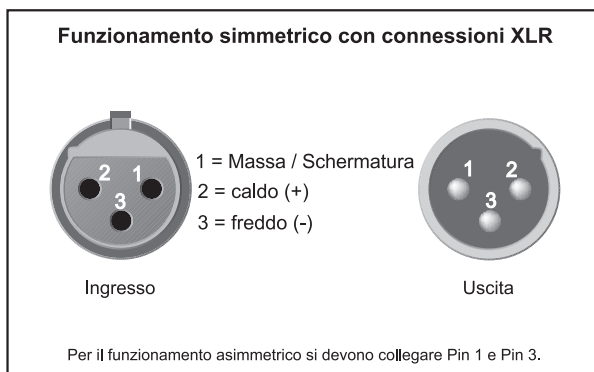 Funzionamento simmetrico con connessioni XLR
2 1
3
1 = Massa / Schermatura
2 = caldo (+)
3 = freddo (-)
1 2
3
Ingresso
Uscita
Per il funzionamento asimmetrico si devono collegare Pin 1 e Pin 3.